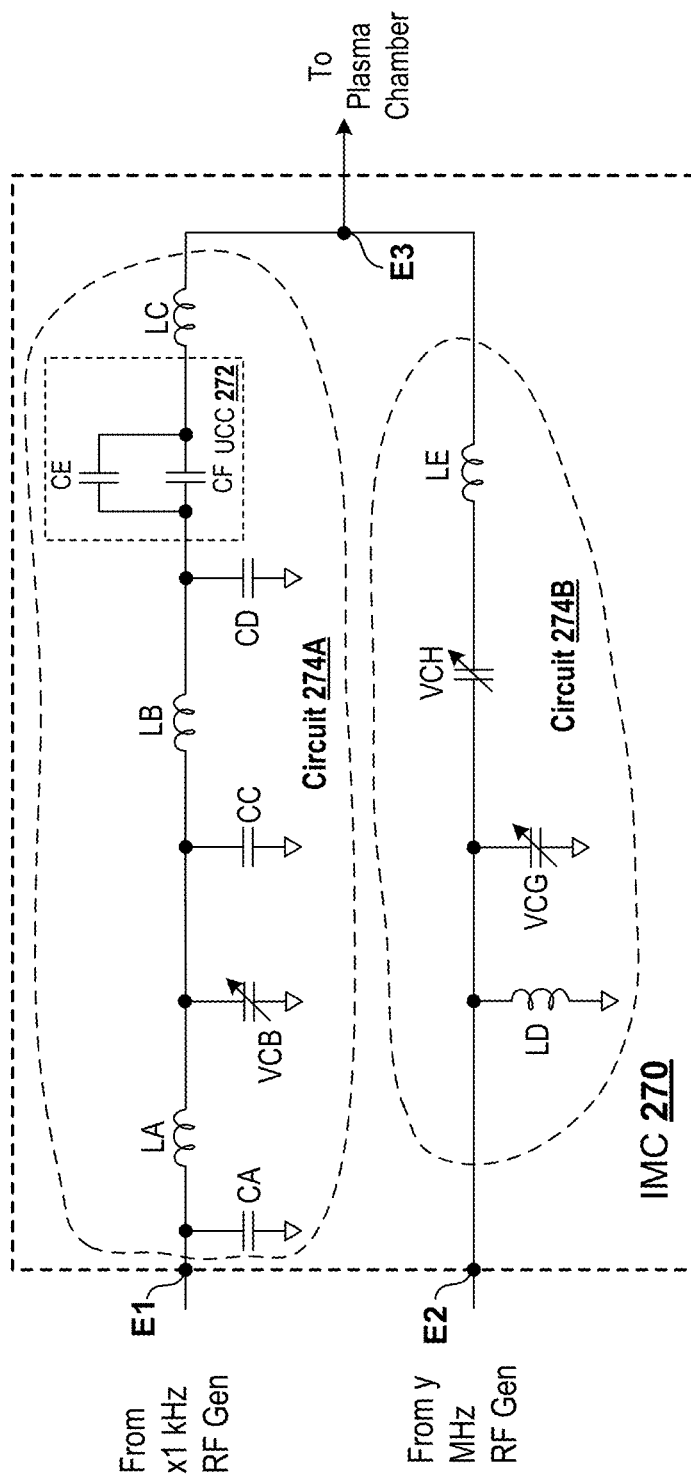 From
x1 kHz
RF Gen
E1
CA
LA
VCB
CC
LB
CD
CE
CF UCC 272
LC
Circuit 274A
E3
To
Plasma
Chamber
From y
MHz
RF Gen
E2
LD
VCG
VCH
LE
Circuit 274B
IMC 270